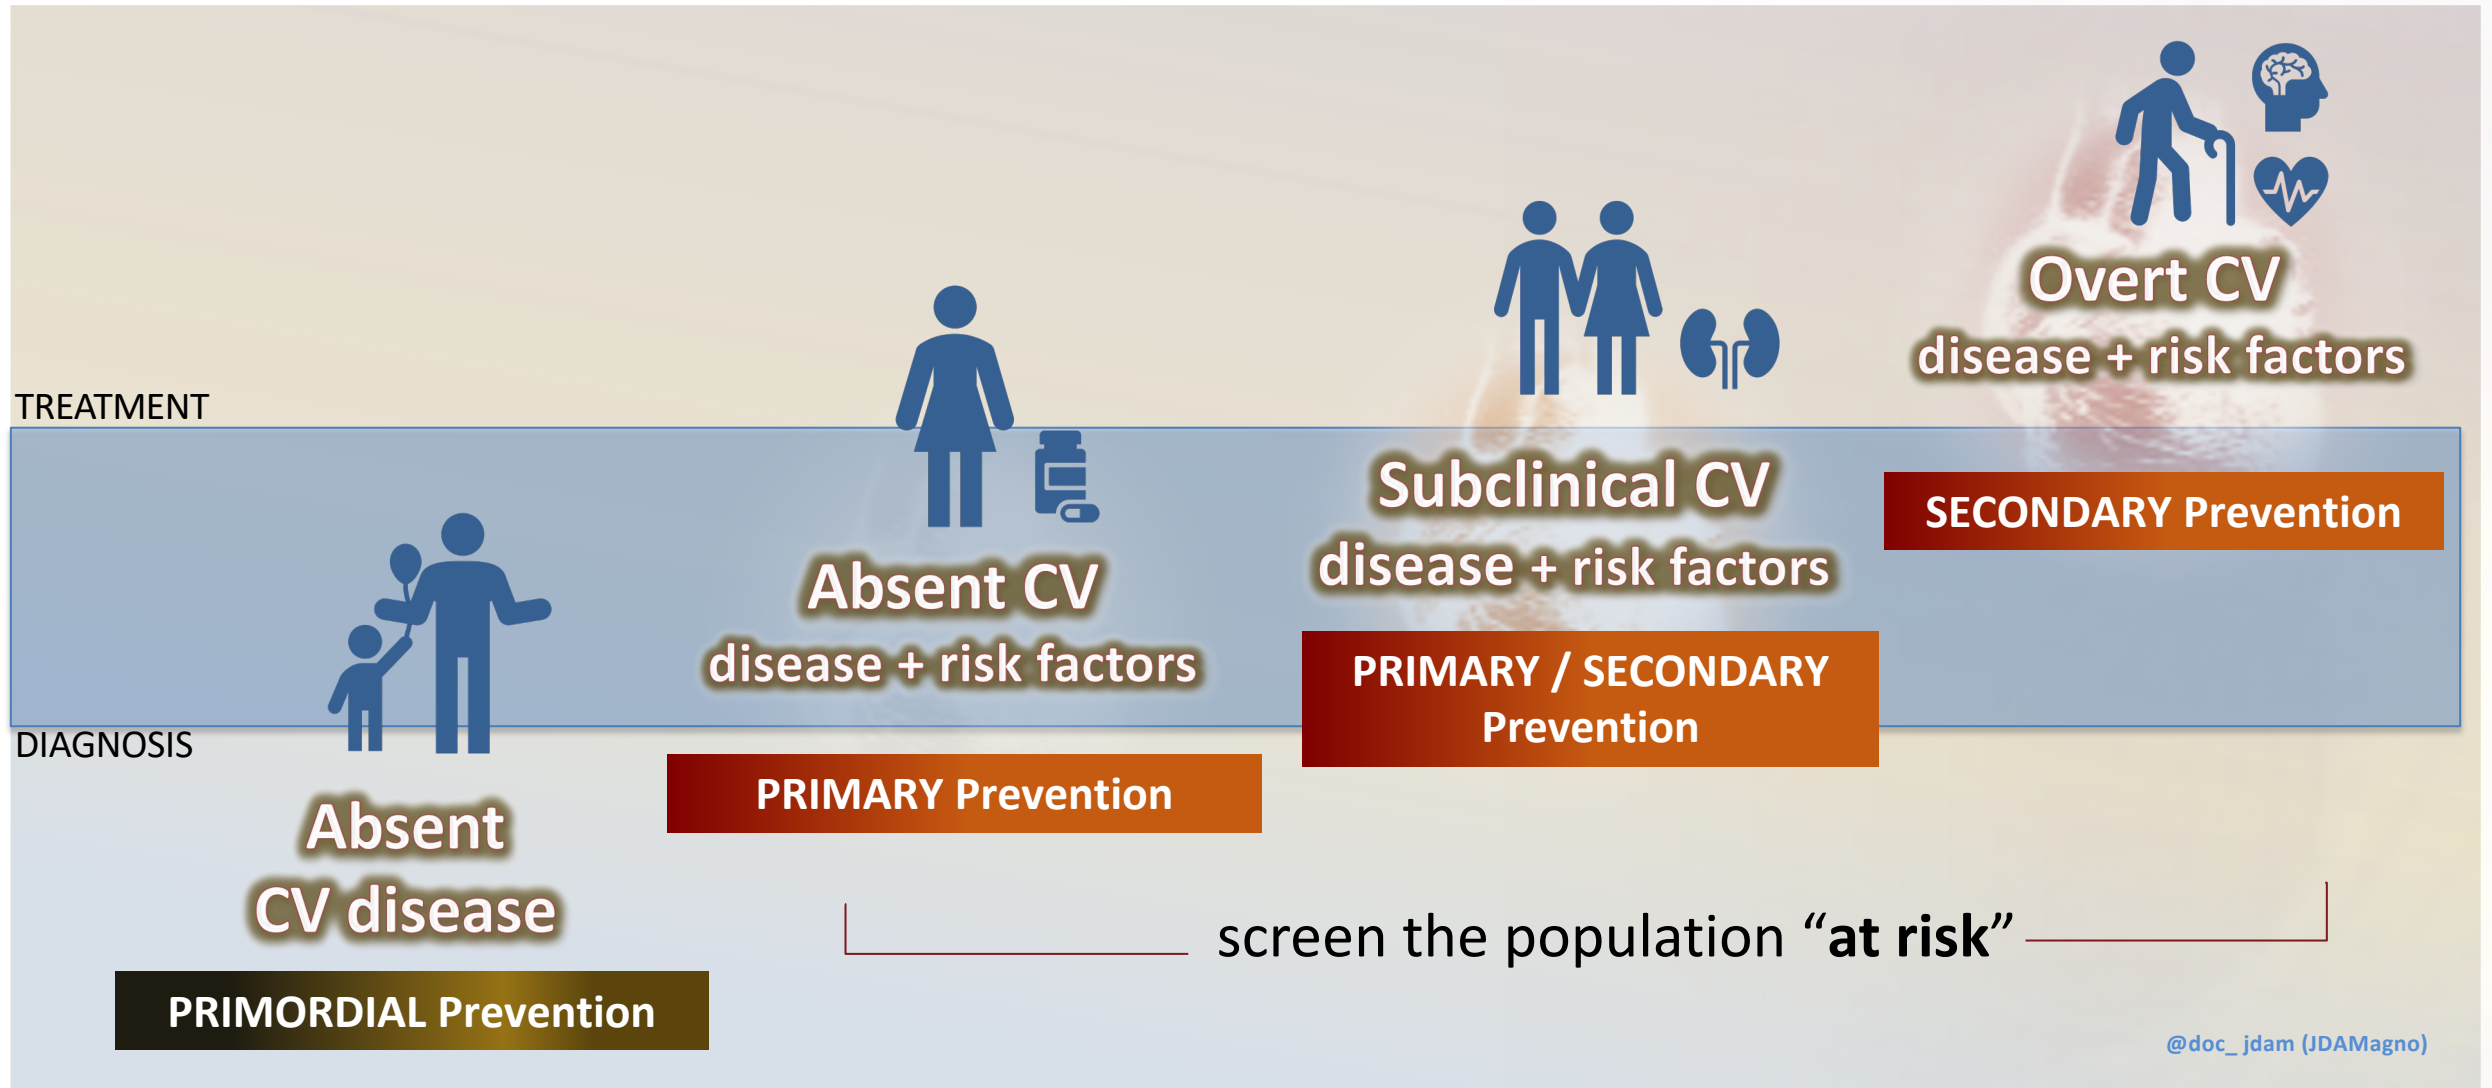 TREATMENT
DIAGNOSIS
Absent
CV disease
PRIMORDIAL Prevention
Absent CV
disease + risk factors
PRIMARY Prevention
Subclinical CV
disease + risk factors
PRIMARY / SECONDARY
Prevention
Overt CV
disease + risk factors
SECONDARY Prevention
screen the population “at risk”
@doc_ jdam (JDAMagno)